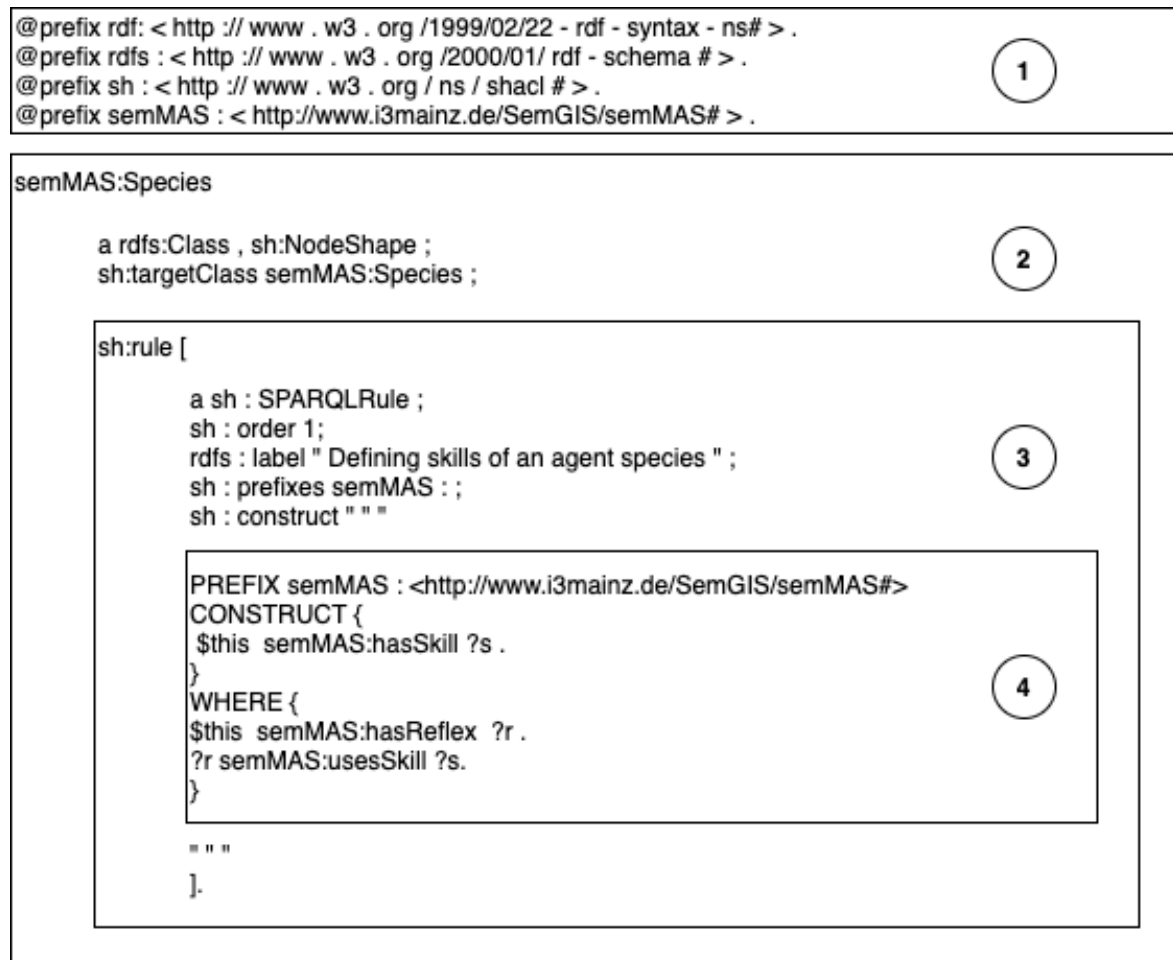 @prefix rdf: < http :// www . w3 . org /1999/02/22 - rdf - syntax - ns# > .
@prefix rdfs : < http :// www . w3 . org /2000/01/ rdf - schema # > .
@prefix sh : < http :// www . w3 . org / ns / shacl # > .
@prefix semMAS : < http://www.i3mainz.de/SemGIS/semMAS# > .
1
semMAS:Species
a rdfs:Class , sh:NodeShape ;
sh:targetClass semMAS:Species ;
2
sh:rule [
a sh : SPARQLRule ;
sh : order 1;
rdfs : label " Defining skills of an agent species " ;
sh : prefixes semMAS : ;
sh : construct " " "
3
PREFIX semMAS : <http://www.i3mainz.de/SemGIS/semMAS#>
CONSTRUCT {
$this semMAS:hasSkill ?s .
}
WHERE {
$this semMAS:hasReflex ?r .
?r semMAS:usesSkill ?s.
}
4
" " "
].